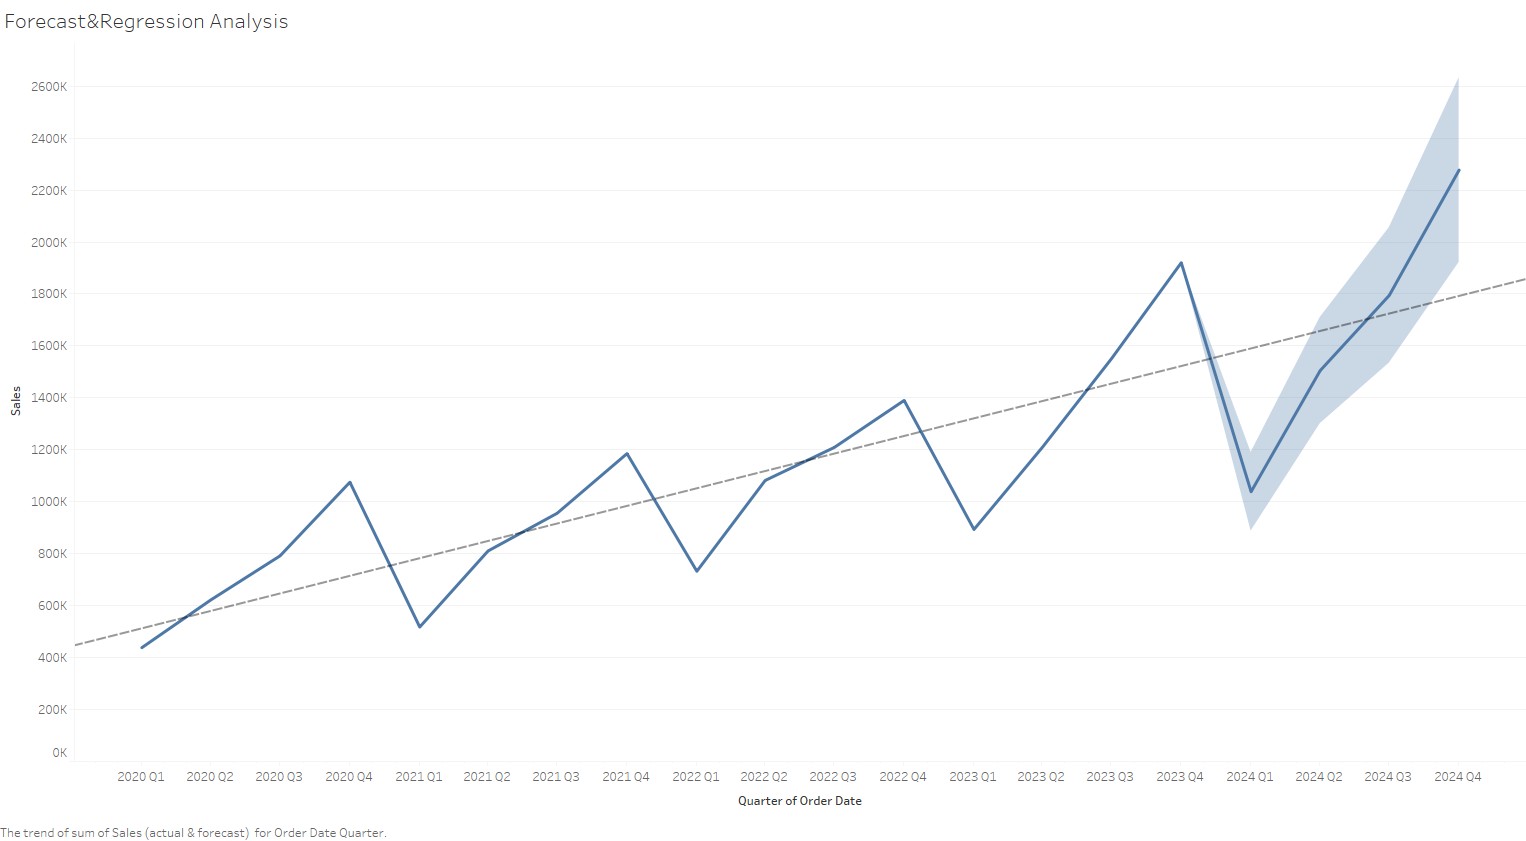 Forecast&Regression Analysis
2600K
2400K
2200K
2000K
1800K
1600K
1400K
1200K
1000K
800K
600K
400K
200K
0K
Sales
2020 Q1 2020 Q2 2020 Q3 2020 Q4 2021 Q1 2021 Q2 2021 Q3 2021 Q4 2022 Q1 2022 Q2 2022 Q3 2022 Q4 2023 Q1 2023 Q2 2023 Q3 2023 Q4 2024 Q1 2024 Q2 2024 Q3 2024 Q4
Quarter of Order Date
The trend of sum of Sales (actual & forecast)  for Order Date Quarter.